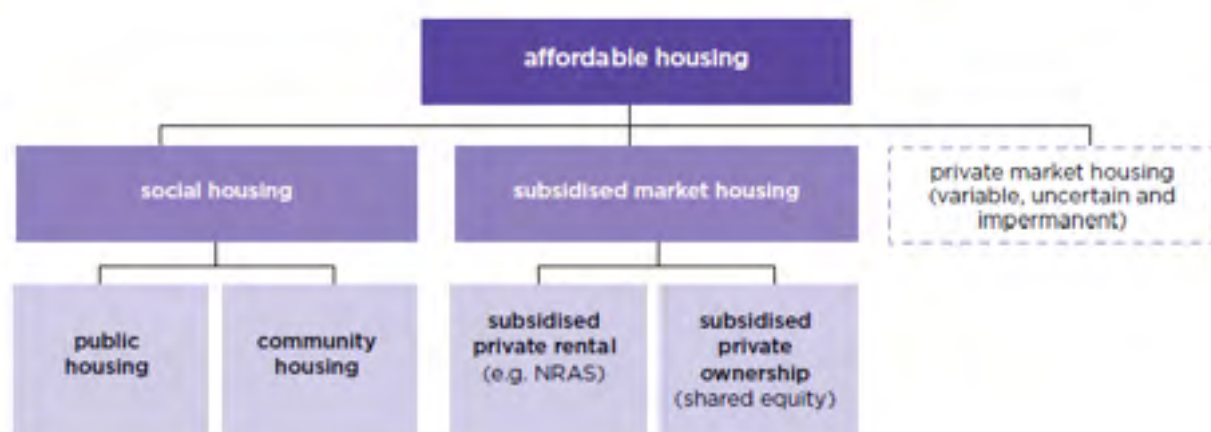 affordable housing
social housing
subsidised market housing
private market housing
(variable, uncertain and
impermanent)
public
housing
community
housing
subsidised
private rental
(e.g. NRAS)
subsidised
private
ownership
(shared equity)